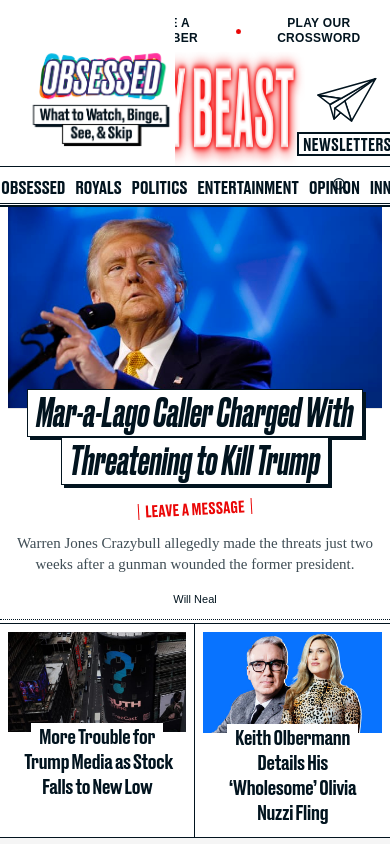 E A
BER
PLAY OUR
CROSSWORD
OBSESSED
What to Watch, Binge,
See, & Skip
Y BEAST
NEWSLETTERS
OBSESSED ROYALS POLITICS ENTERTAINMENT OPINION INN
Mar-a-Lago Caller Charged With
Threatening to Kill Trump
LEAVE A MESSAGE
Warren Jones Crazybull allegedly made the threats just two
weeks after a gunman wounded the former president.
Will Neal
More Trouble for
Trump Media as Stock
Falls to New Low
Keith Olbermann
Details His
‘Wholesome’ Olivia
Nuzzi Fling